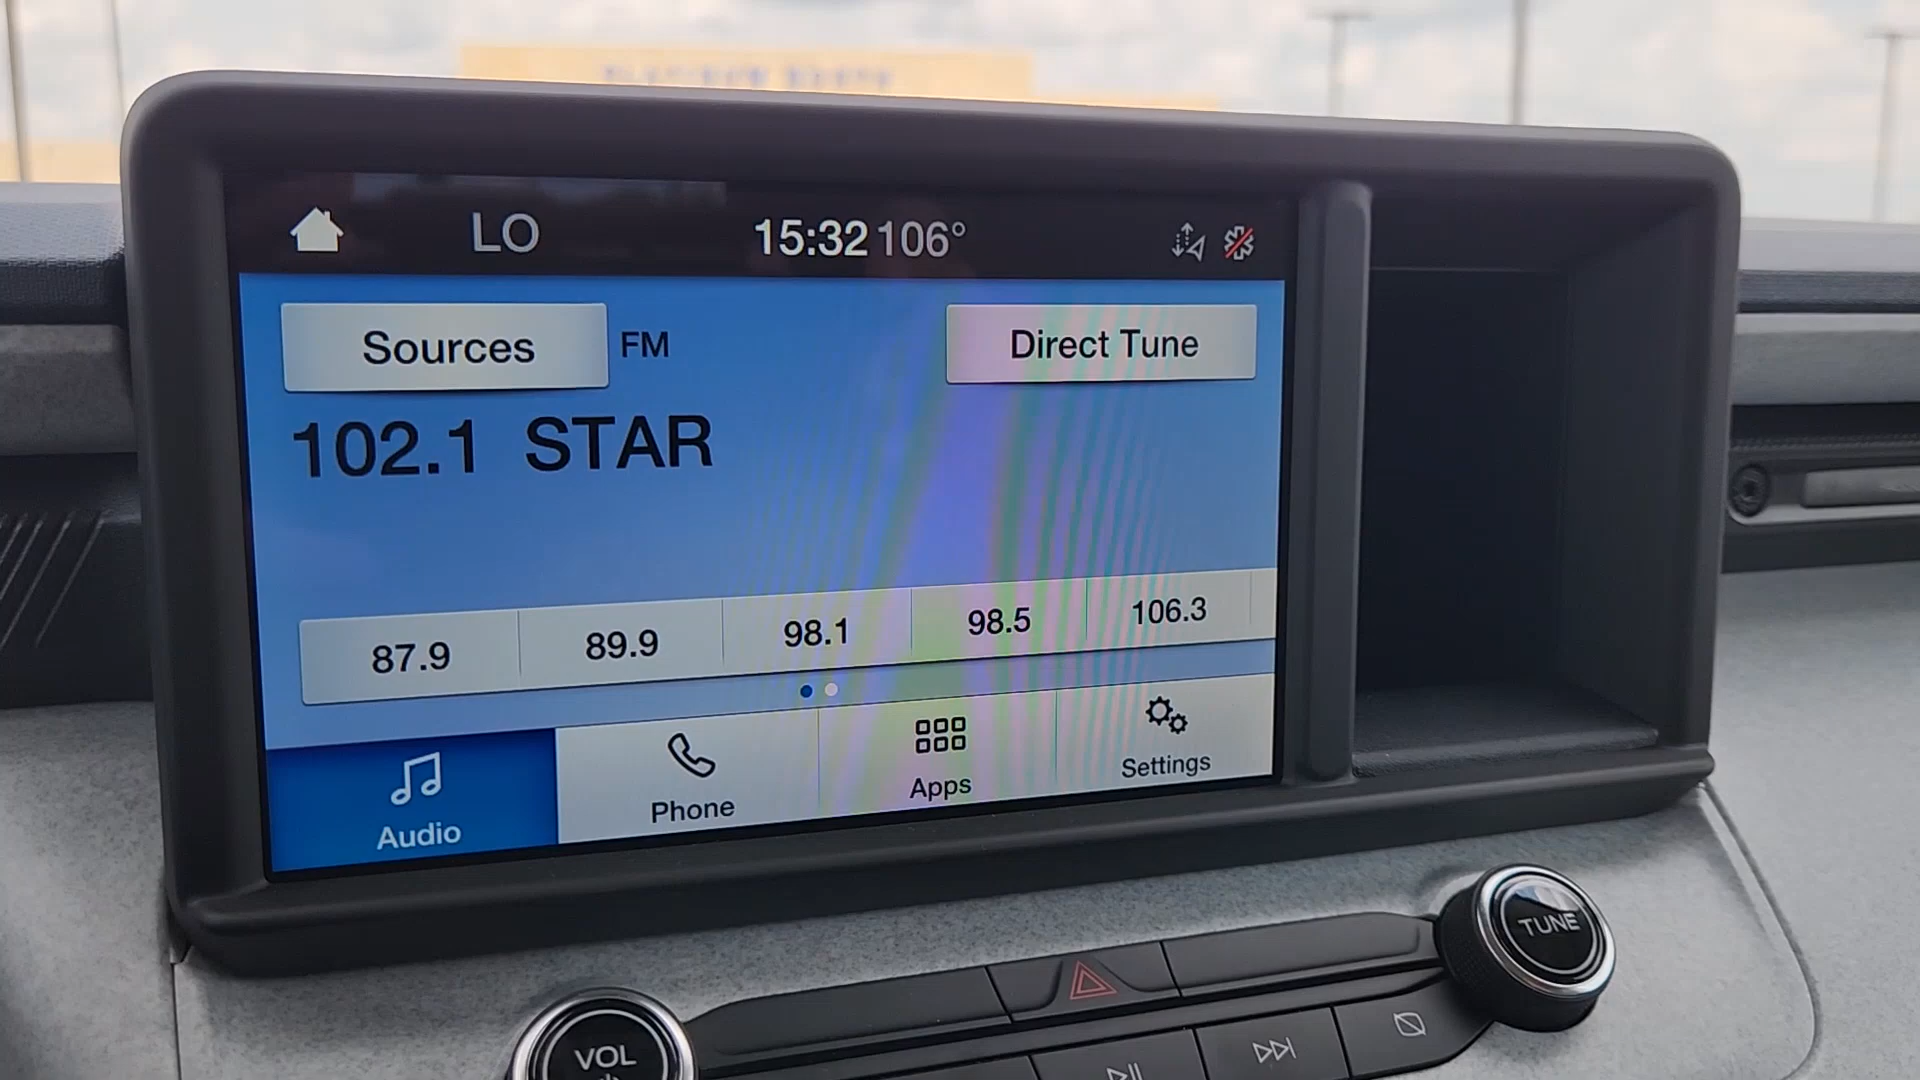 LO 15:32 106°
Sources FM Direct Tune
102.1 STAR
87.9 89.9 98.1 98.5 106.3
Audio Phone Apps Settings
TUNE
VOL